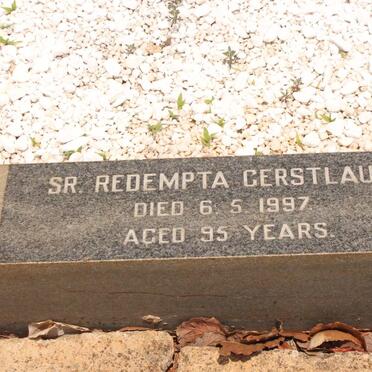 SR. REDEMPTA GERSTLAU
DIED 6. 5. 1997
AGED 95 YEARS.